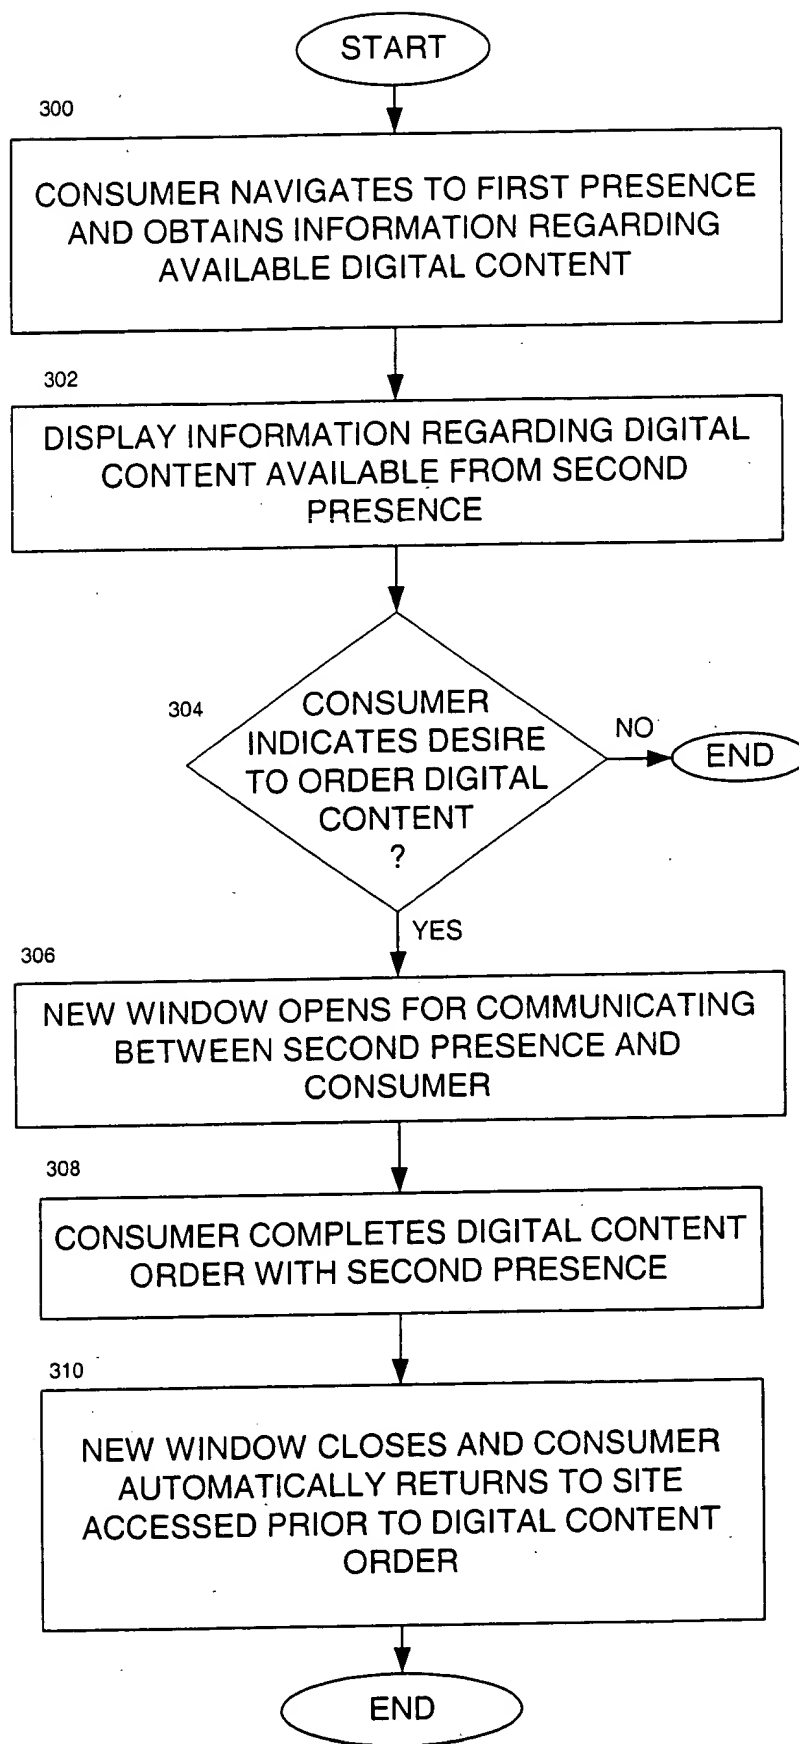 START
300
CONSUMER NAVIGATES TO FIRST PRESENCE
AND OBTAINS INFORMATION REGARDING
AVAILABLE DIGITAL CONTENT
302
DISPLAY INFORMATION REGARDING DIGITAL
CONTENT AVAILABLE FROM SECOND
PRESENCE
304
CONSUMER
INDICATES DESIRE
TO ORDER DIGITAL
CONTENT
?
NO
END
YES
306
NEW WINDOW OPENS FOR COMMUNICATING
BETWEEN SECOND PRESENCE AND
CONSUMER
308
CONSUMER COMPLETES DIGITAL CONTENT
ORDER WITH SECOND PRESENCE
310
NEW WINDOW CLOSES AND CONSUMER
AUTOMATICALLY RETURNS TO SITE
ACCESSED PRIOR TO DIGITAL CONTENT
ORDER
END